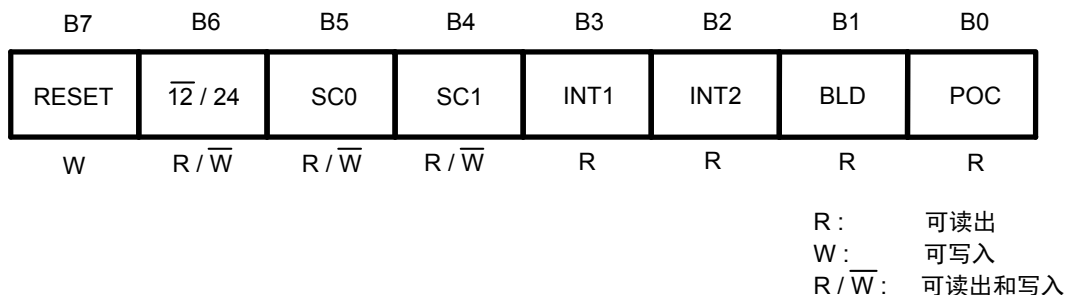 B7 B6 B5 B4 B3 B2 B1 B0
RESET 12 / 24 SC0 SC1 INT1 INT2 BLD POC
W R / W R / W R / W R R R R
R : 可读出
W : 可写入
R / W : 可读出和写入